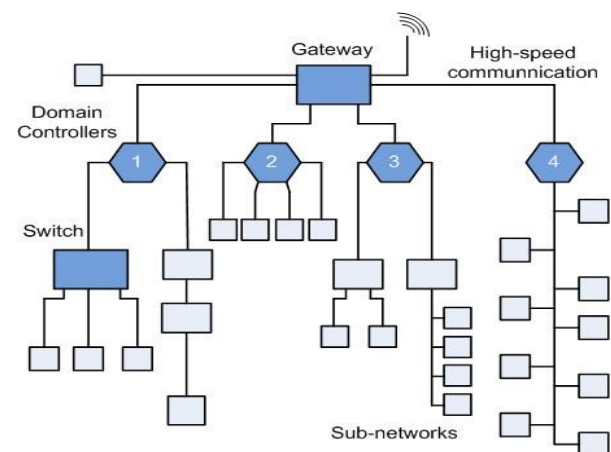 Gateway
High-speed
communnication
Domain
Controllers
1
2
3
4
Switch
Sub-networks